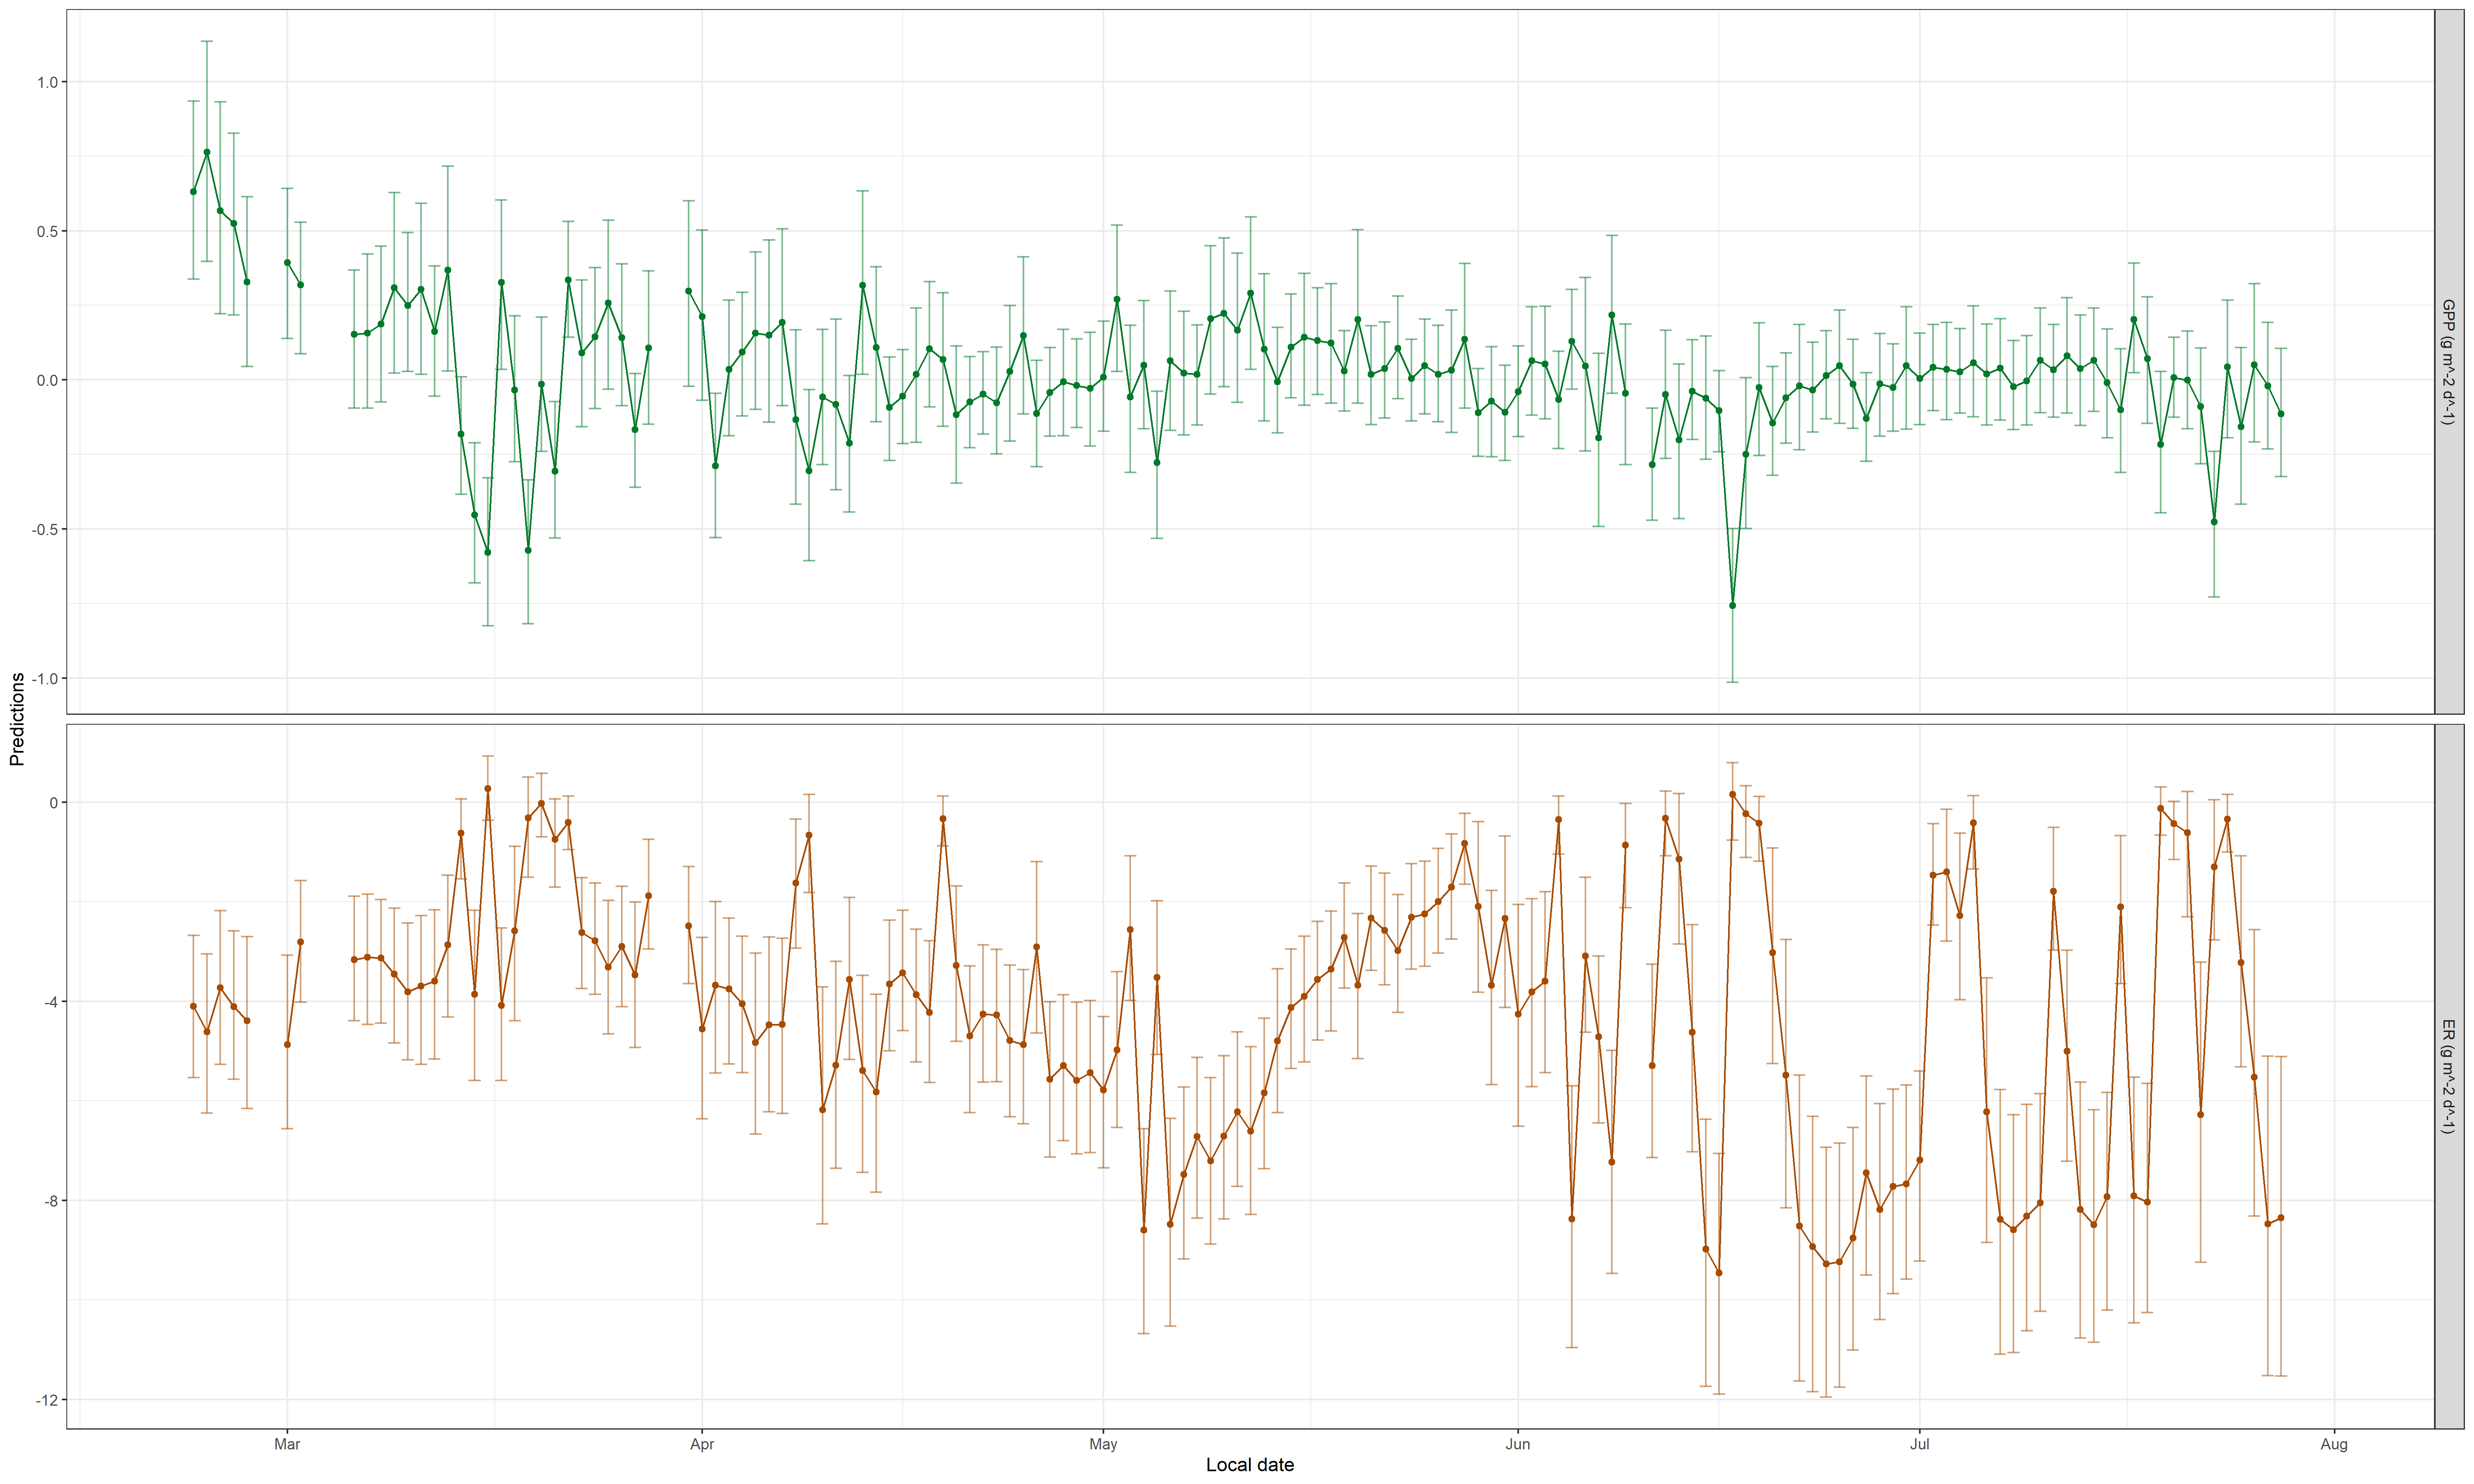 1.0
0.5
0.0
-0.5
-1.0
GPP (g m^-2 d^-1)
Predictions
0
-4
-8
-12
ER (g m^-2 d^-1)
Mar Apr May Jun Jul Aug
Local date